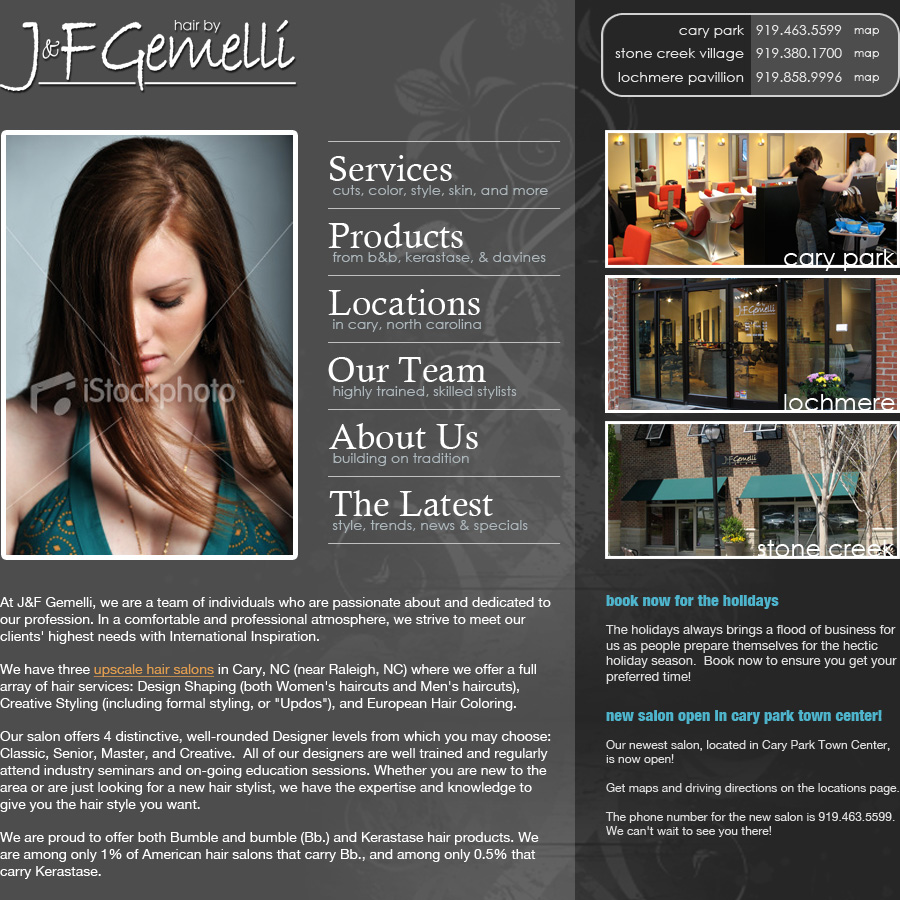 hair by
J&F Gemelli
cary park 919.463.5599 map
stone creek village 919.380.1700 map
lochmere pavillion 919.858.9996 map
iStockphoto
Services
cuts, color, style, skin, and more
Products
from b&b, kerastase, & davines
Locations
in cary, north carolina
Our Team
highly trained, skilled stylists
About Us
building on tradition
The Latest
style, trends, news & specials
cary park
J&F Gemelli
lochmere
J&F Gemelli
stone creek
At J&F Gemelli, we are a team of individuals who are passionate about and dedicated to
our profession. In a comfortable and professional atmosphere, we strive to meet our
clients' highest needs with International Inspiration.
We have three upscale hair salons in Cary, NC (near Raleigh, NC) where we offer a full
array of hair services: Design Shaping (both Women's haircuts and Men's haircuts),
Creative Styling (including formal styling, or "Updos"), and European Hair Coloring.
Our salon offers 4 distinctive, well-rounded Designer levels from which you may choose:
Classic, Senior, Master, and Creative.  All of our designers are well trained and regularly
attend industry seminars and on-going education sessions. Whether you are new to the
area or are just looking for a new hair stylist, we have the expertise and knowledge to
give you the hair style you want.
We are proud to offer both Bumble and bumble (Bb.) and Kerastase hair products. We
are among only 1% of American hair salons that carry Bb., and among only 0.5% that
carry Kerastase.
book now for the holidays
The holidays always brings a flood of business for
us as people prepare themselves for the hectic
holiday season.  Book now to ensure you get your
preferred time!
new salon open in cary park town center!
Our newest salon, located in Cary Park Town Center,
is now open!
Get maps and driving directions on the locations page.
The phone number for the new salon is 919.463.5599.
We can't wait to see you there!